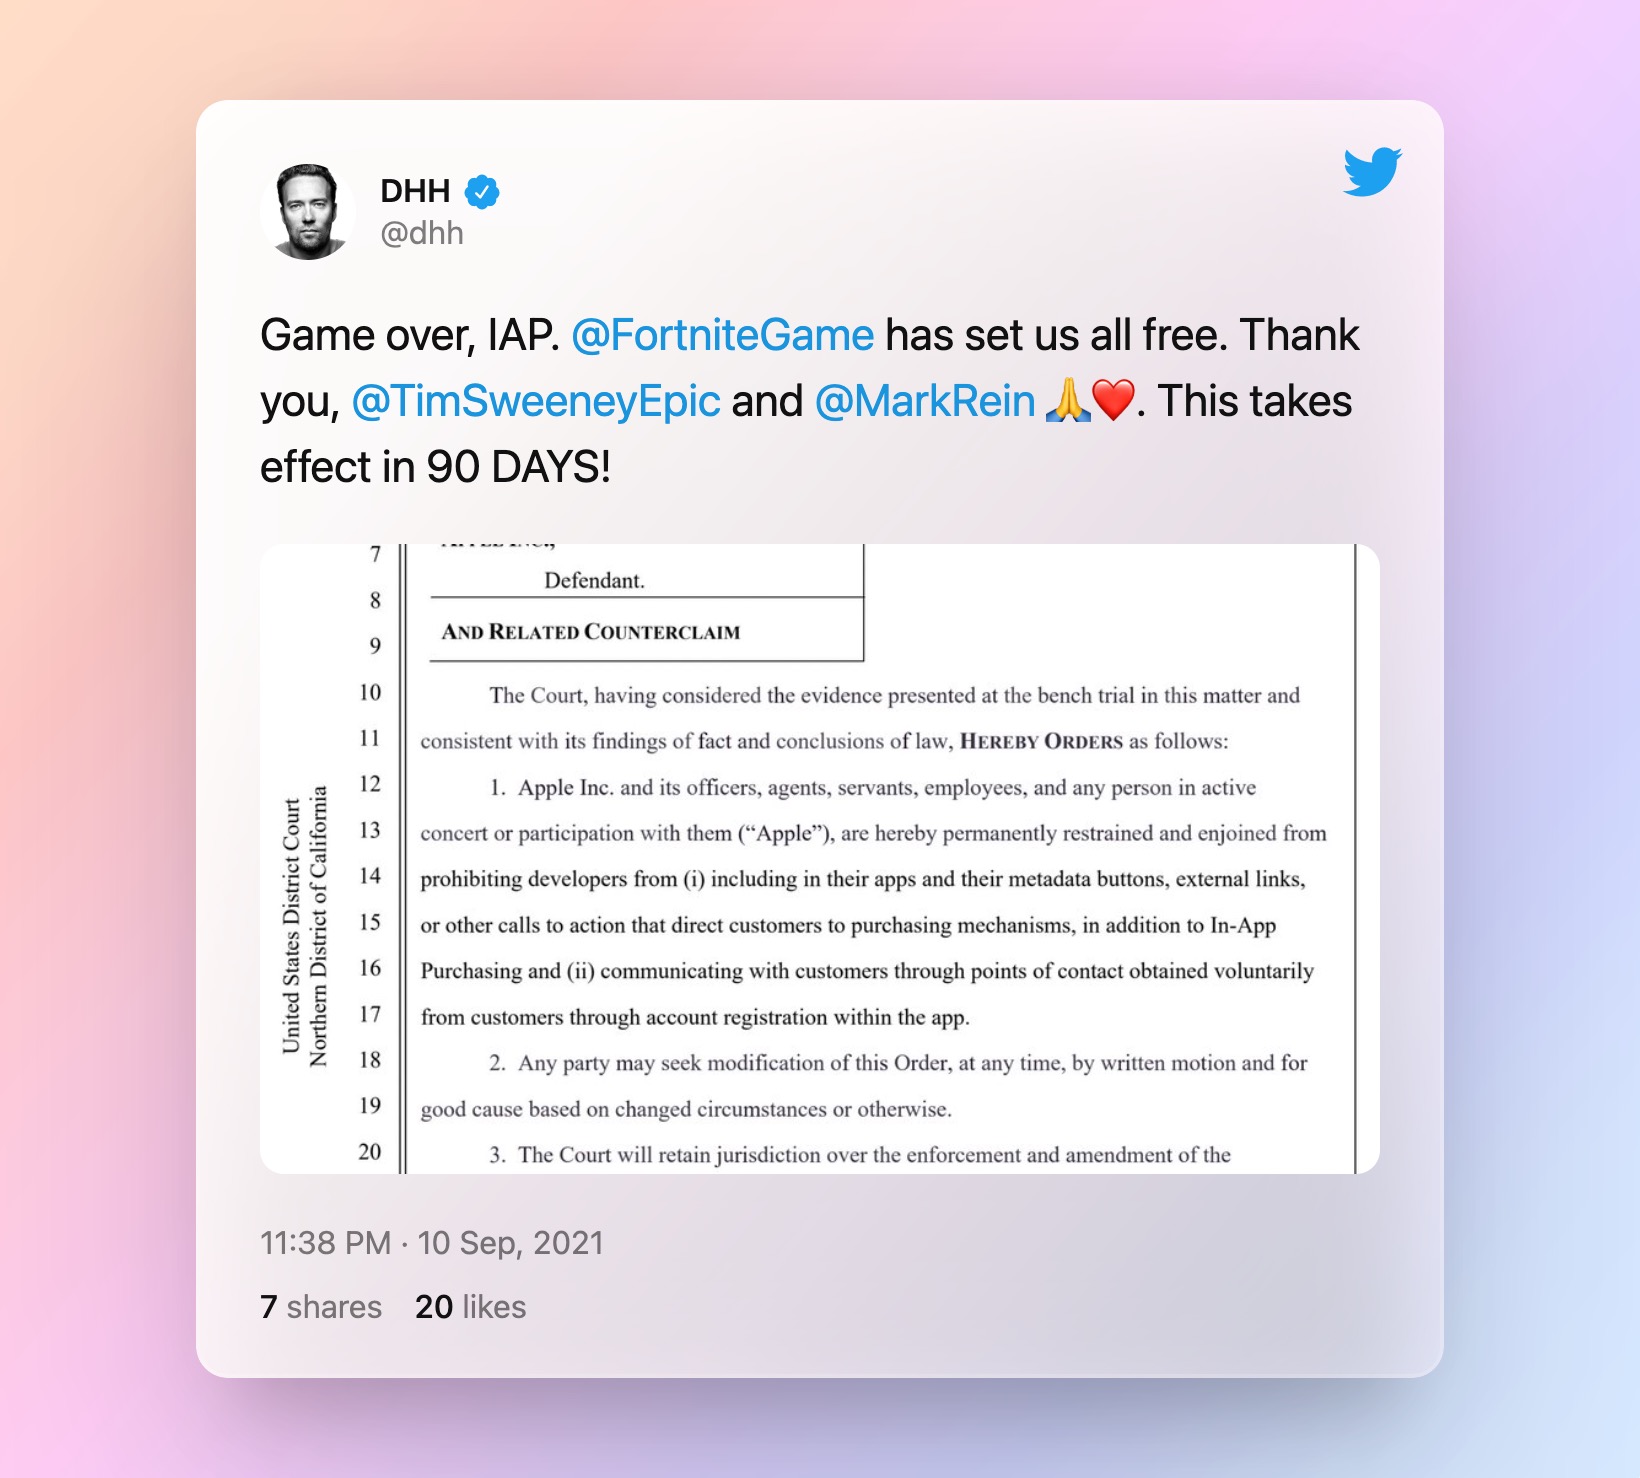 DHH
@dhh
Game over, IAP. @FortniteGame has set us all free. Thank
you, @TimSweeneyEpic and @MarkRein 🙏❤️. This takes
effect in 90 DAYS!
7
Defendant.
8
AND RELATED COUNTERCLAIM
9
10 The Court, having considered the evidence presented at the bench trial in this matter and
11 consistent with its findings of fact and conclusions of law, HEREBY ORDERS as follows:
12 1. Apple Inc. and its officers, agents, servants, employees, and any person in active
13 concert or participation with them (“Apple”), are hereby permanently restrained and enjoined from
14 prohibiting developers from (i) including in their apps and their metadata buttons, external links,
15 or other calls to action that direct customers to purchasing mechanisms, in addition to In-App
16 Purchasing and (ii) communicating with customers through points of contact obtained voluntarily
17 from customers through account registration within the app.
18 2. Any party may seek modification of this Order, at any time, by written motion and for
19 good cause based on changed circumstances or otherwise.
20 3. The Court will retain jurisdiction over the enforcement and amendment of the
United States District Court
Northern District of California
11:38 PM · 10 Sep, 2021
7 shares 20 likes